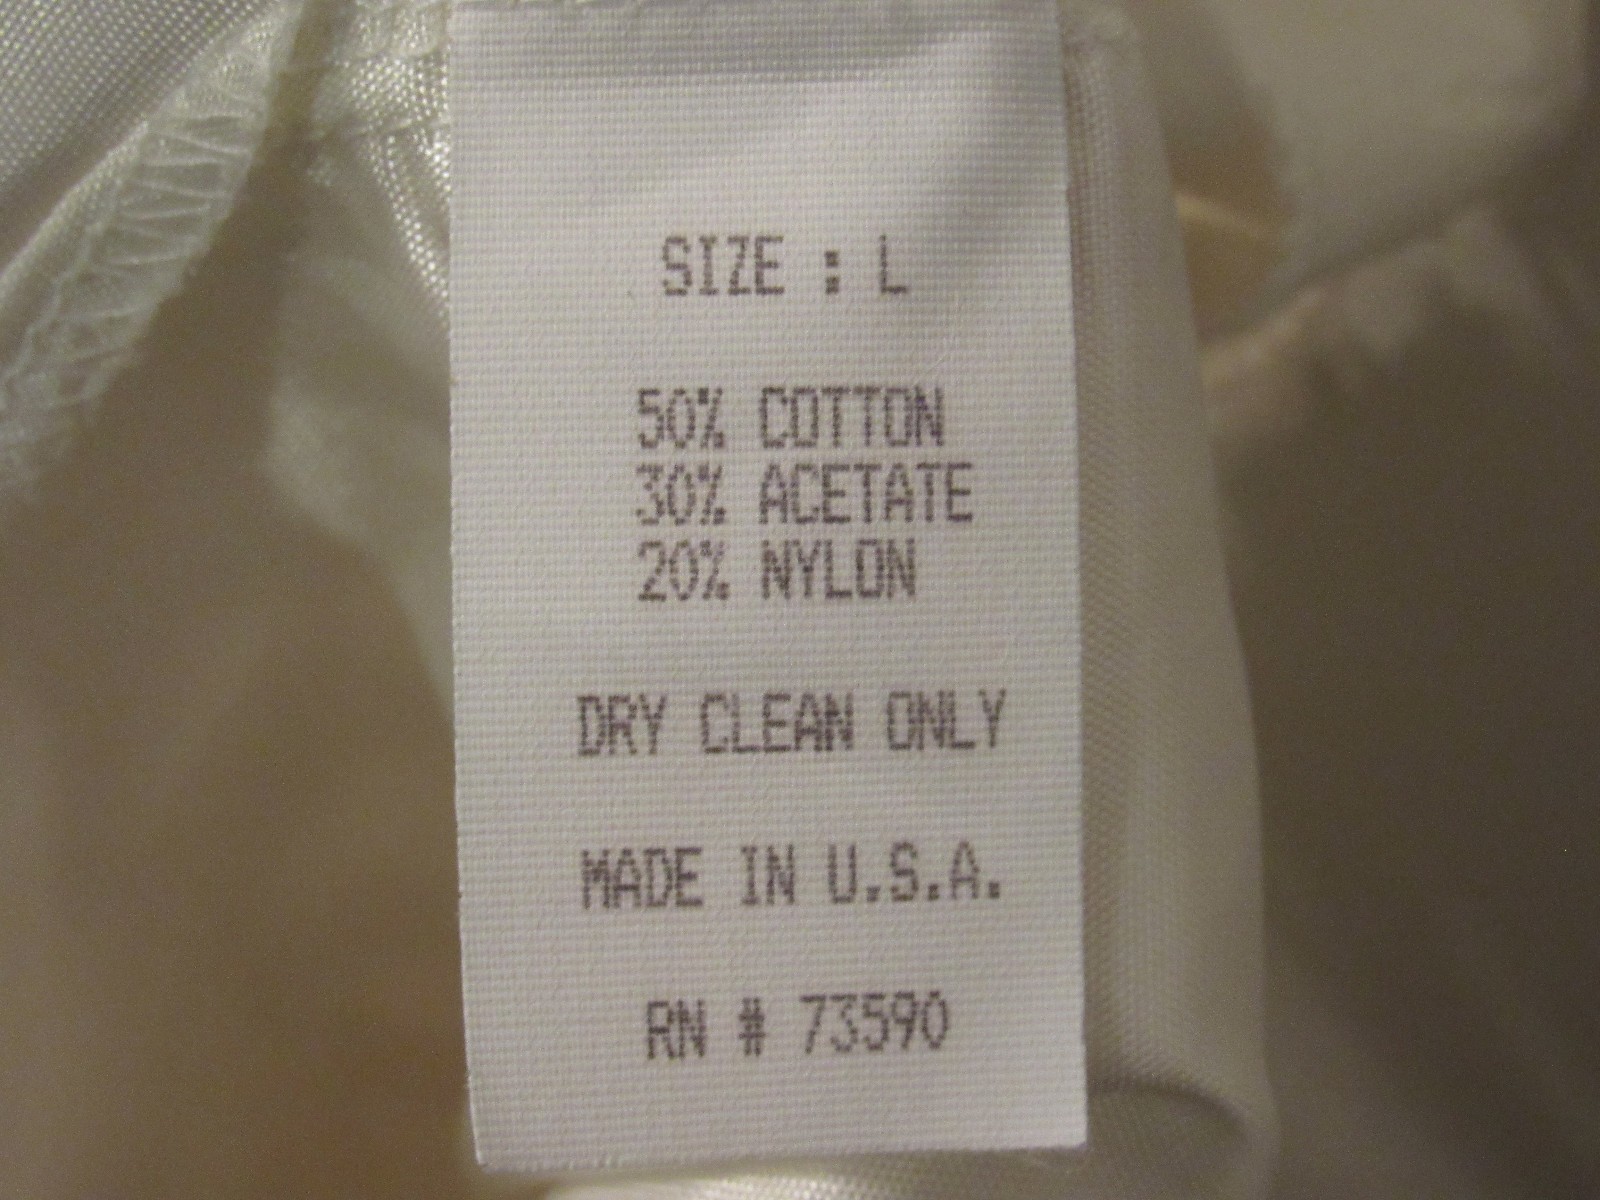 SIZE : L
50% COTTON
30% ACETATE
20% NYLON
DRY CLEAN ONLY
MADE IN U.S.A.
RN # 73590